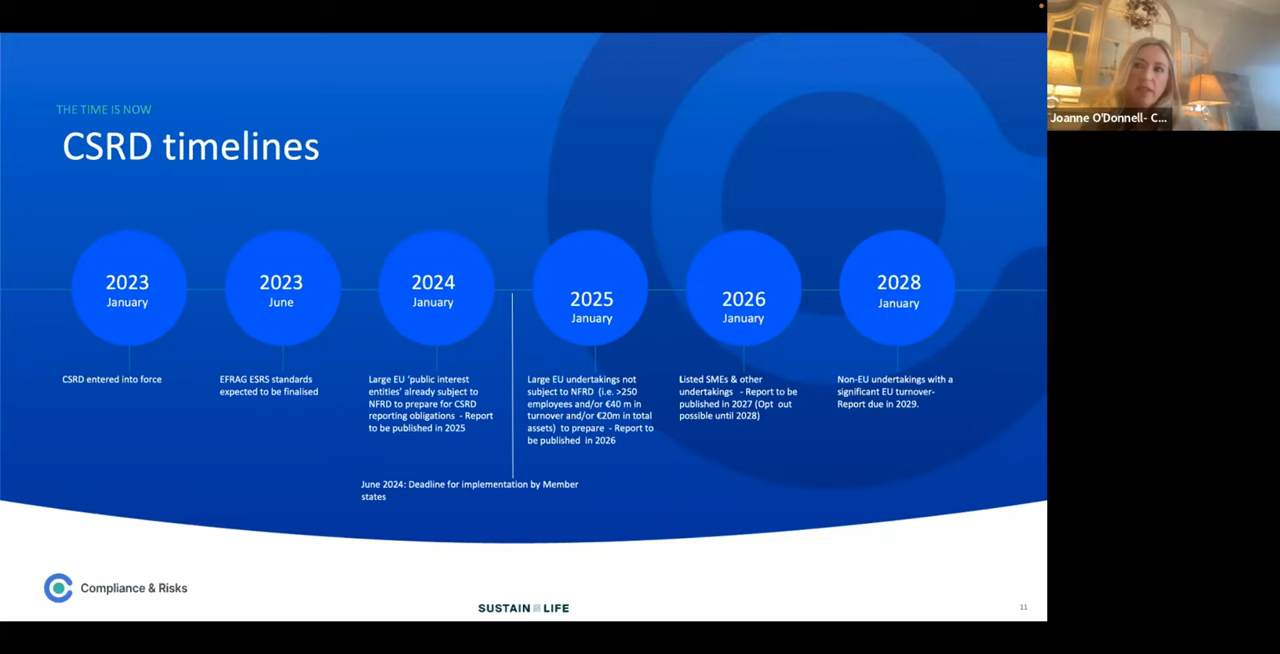 THE TIME IS NOW
CSRD timelines
2023
January
2023
June
2024
January
2025
January
2026
January
2028
January
CSRD entered into force
EFRAG ESRS standards
expected to be finalised
Large EU 'public interest
entities' already subject to
NFRD to prepare for CSRD
reporting obligations - Report
to be published in 2025
Large EU undertakings not
subject to NFRD (i.e. >250
employees and/or €40 m in
turnover and/or €20m in total
assets) to prepare - Report to
be published in 2026
Listed SMEs & other
undertakings - Report to be
published in 2027 (Opt out
possible until 2028)
Non-EU undertakings with a
significant EU turnover-
Report due in 2029.
June 2024: Deadline for implementation by Member
states
Compliance & Risks
SUSTAIN LIFE
11
Joanne O'Donnell- C...